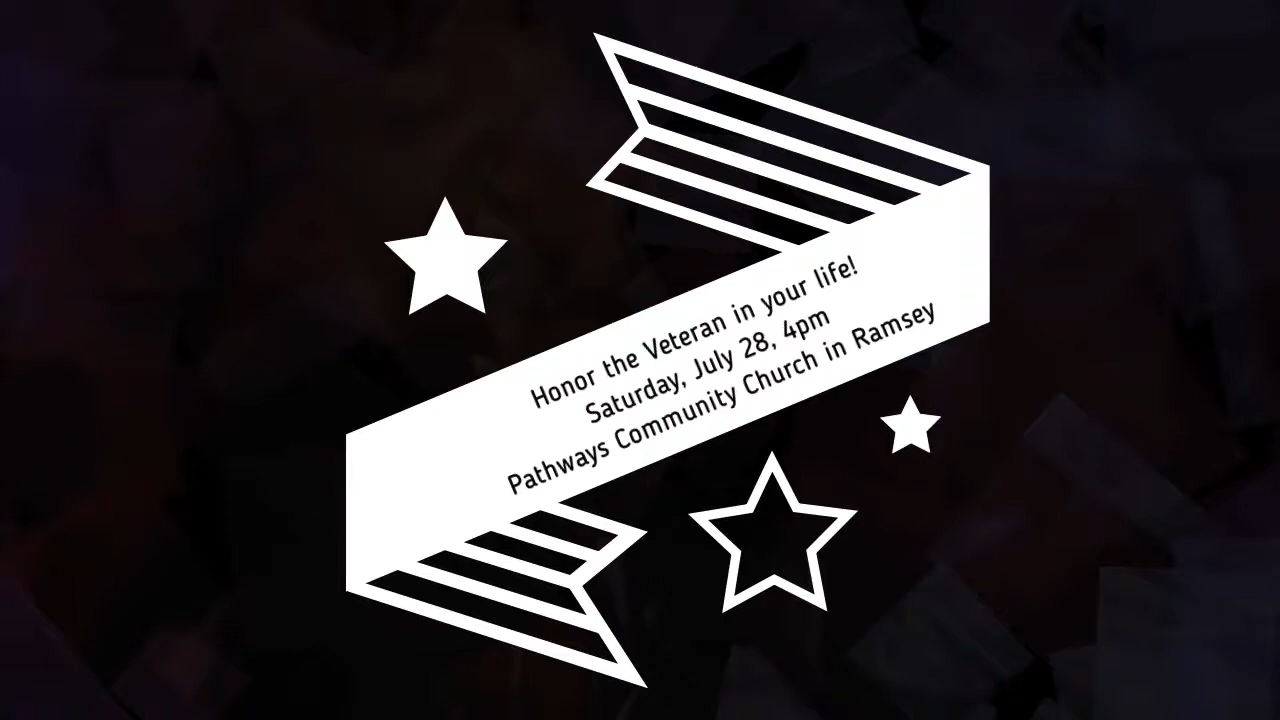 Honor the Veteran in your life!
Saturday, July 28, 4pm
Pathways Community Church in Ramsey